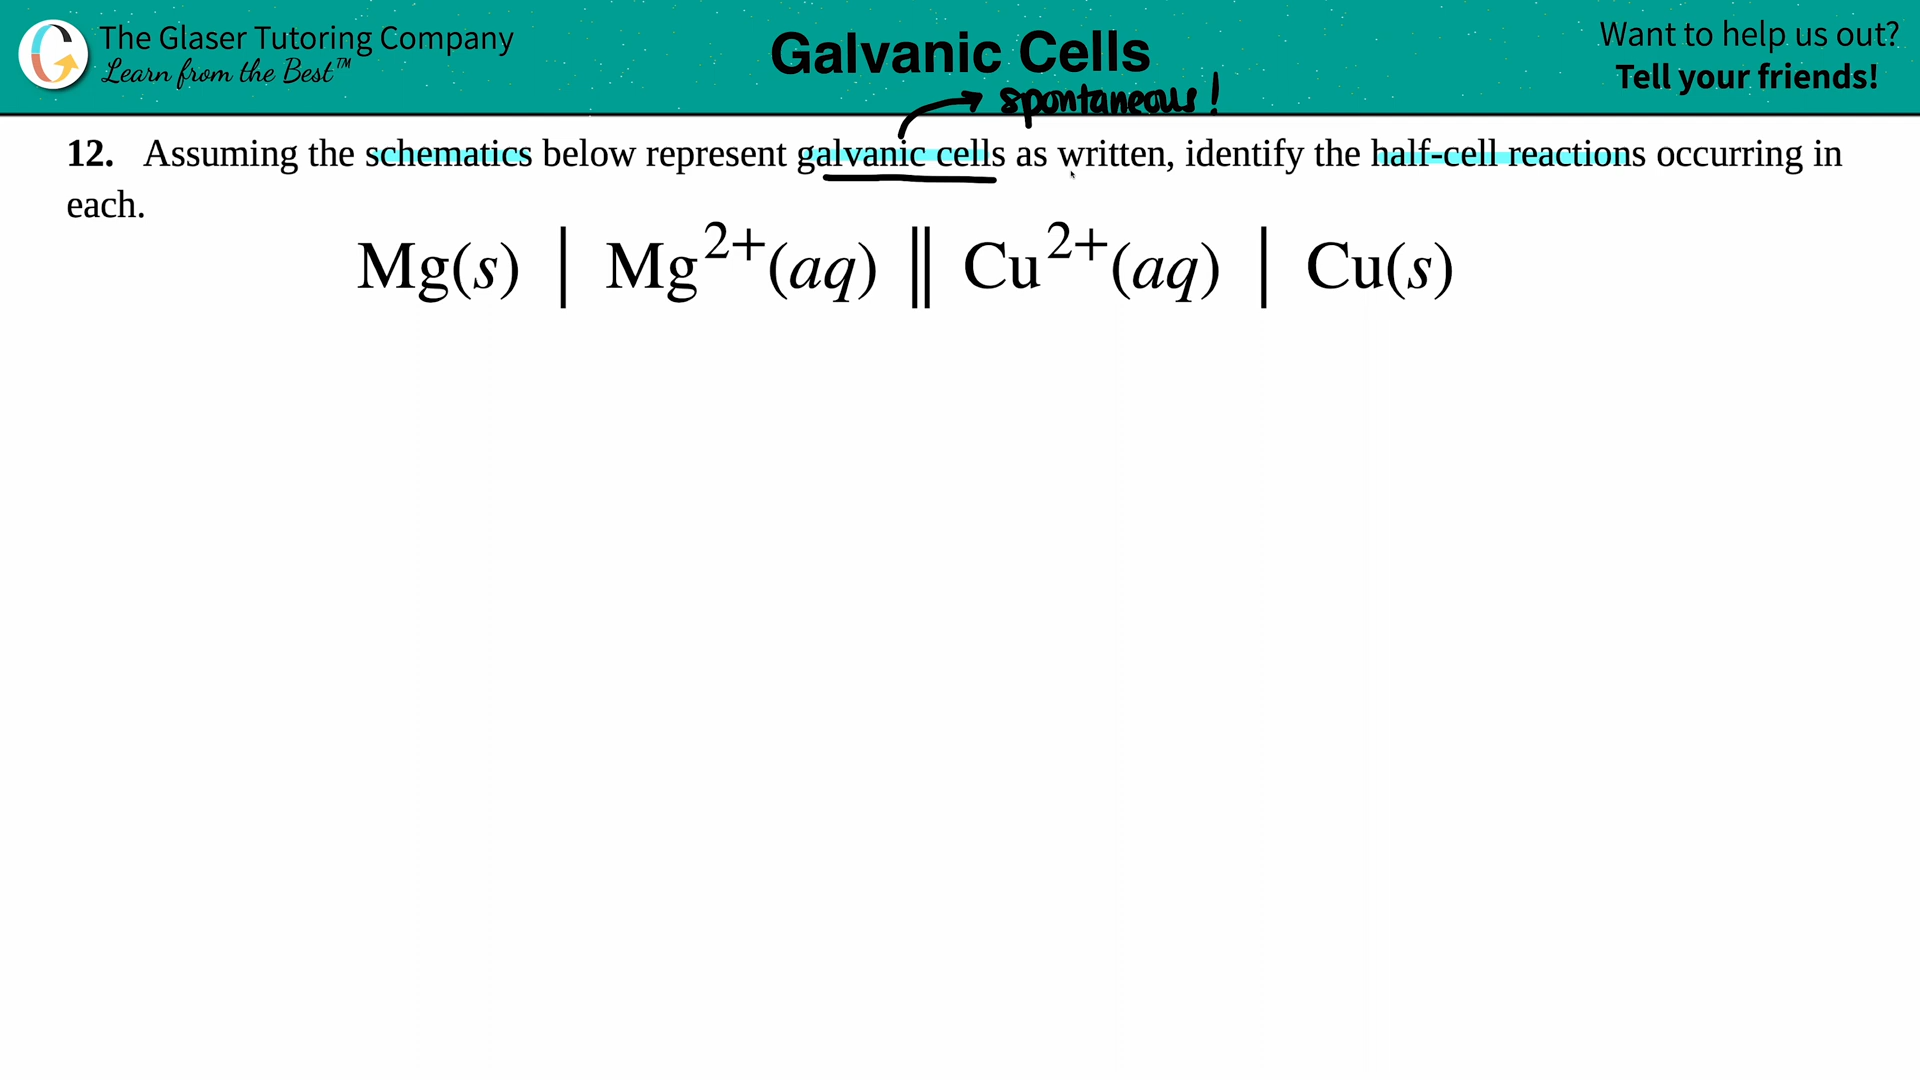 The Glaser Tutoring Company
Learn from the Best™
Galvanic Cells
Want to help us out?
Tell your friends!
spontaneous!
12. Assuming the schematics below represent galvanic cells as written, identify the half-cell reactions occurring in
each.
Mg(s) | Mg²⁺(aq) || Cu²⁺(aq) | Cu(s)